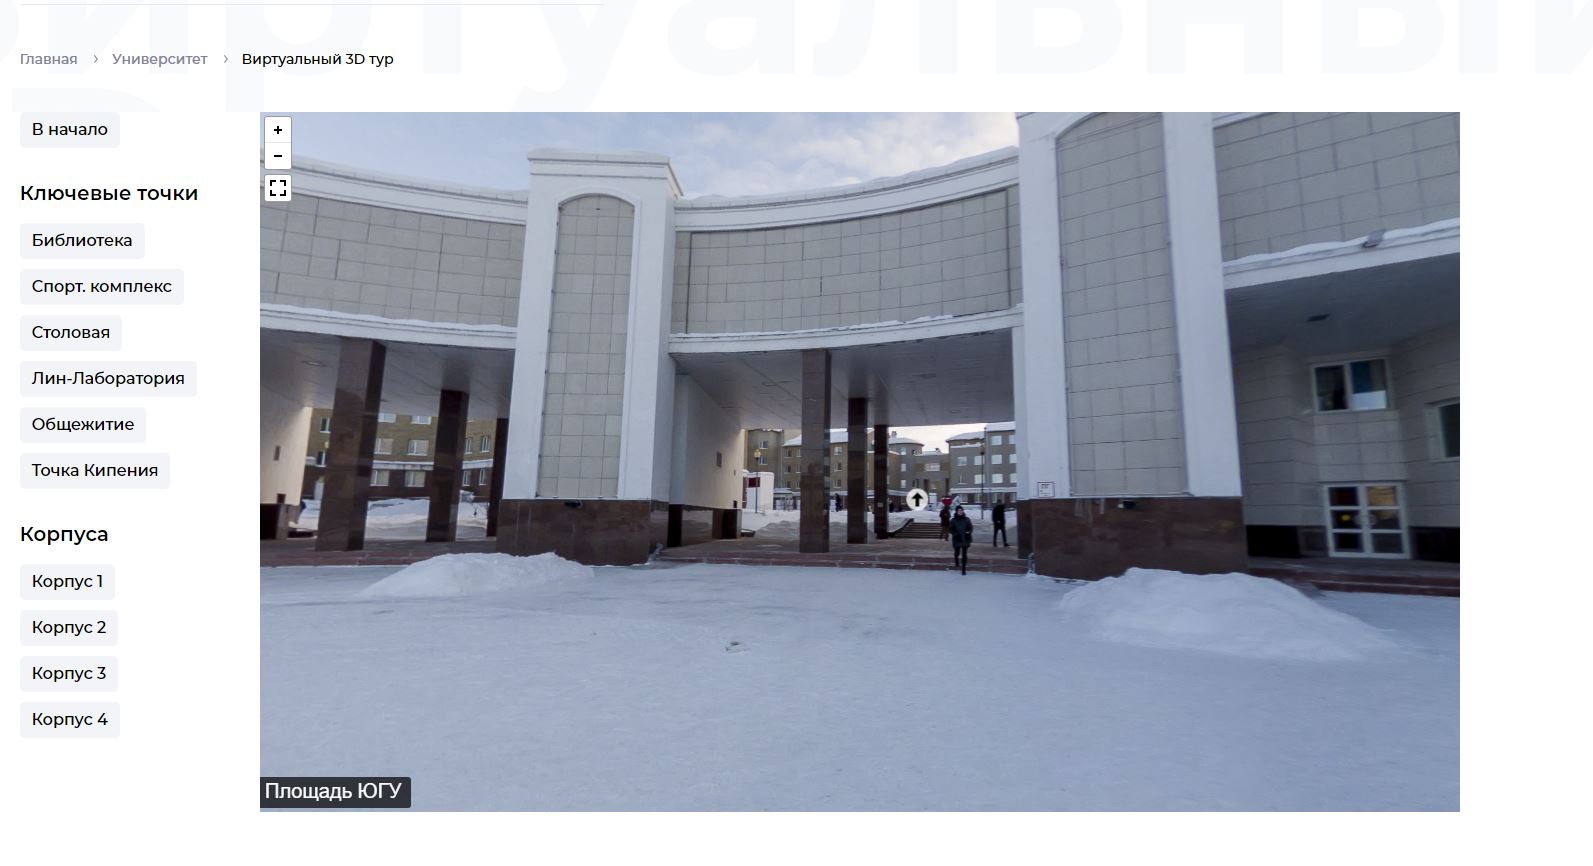 виртуальный
Главная > Университет > Виртуальный 3D тур
В начало
Ключевые точки
Библиотека
Спорт. комплекс
Столовая
Лин-Лаборатория
Общежитие
Точка Кипения
Корпуса
Корпус 1
Корпус 2
Корпус 3
Корпус 4
+
-
Площадь ЮГУ